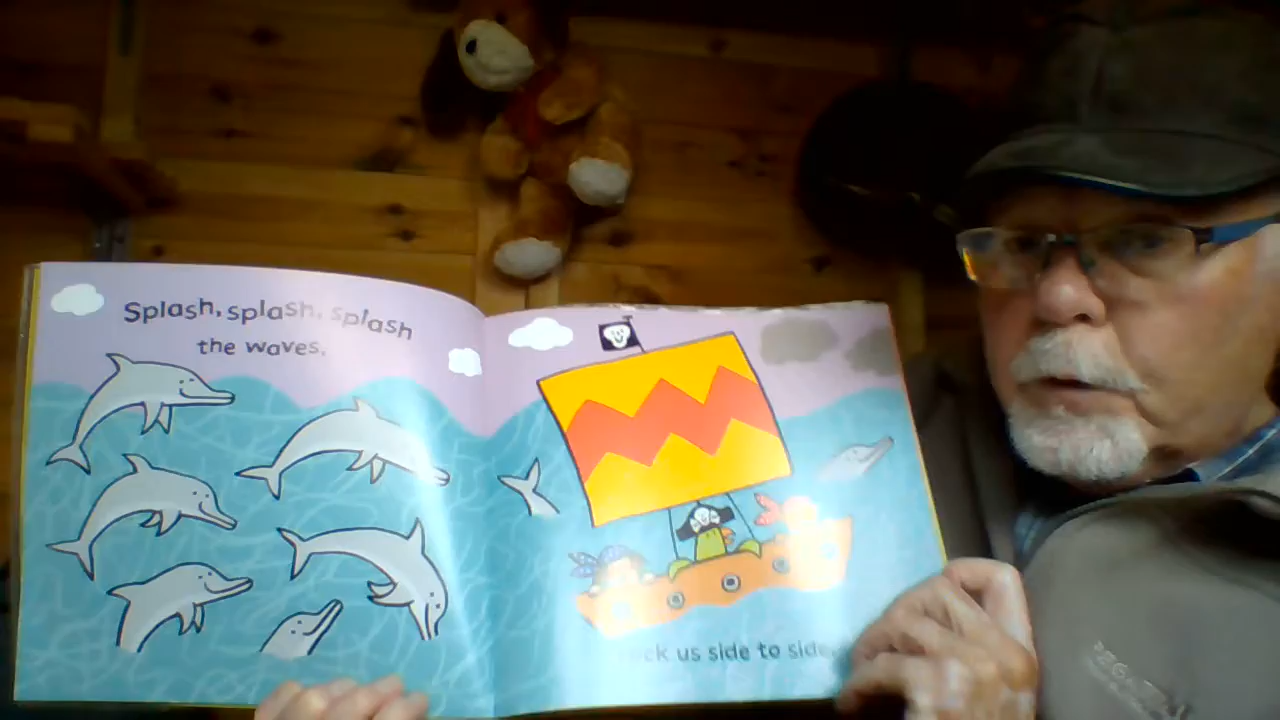 Splash, splash, splash
the waves,
us side to side,